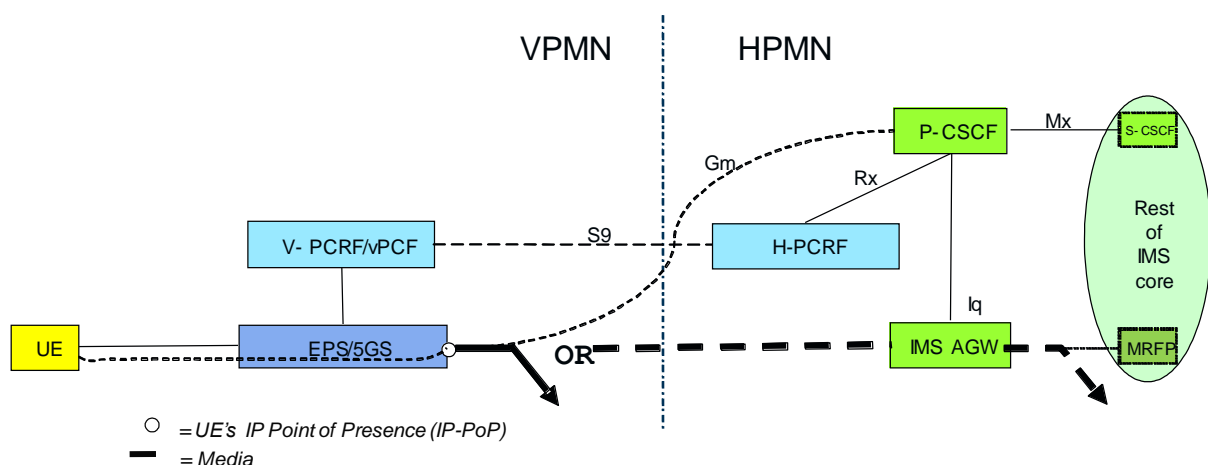 VPMN
HPMN
P- CSCF
Mx
S- CSCF
Gm
Rx
Rest
of
IMS
core
V- PCRF/vPCF
S9
H-PCRF
Iq
UE
EPS/5GS
OR
IMS AGW
MRFP
= UE's IP Point of Presence (IP-PoP)
= Media